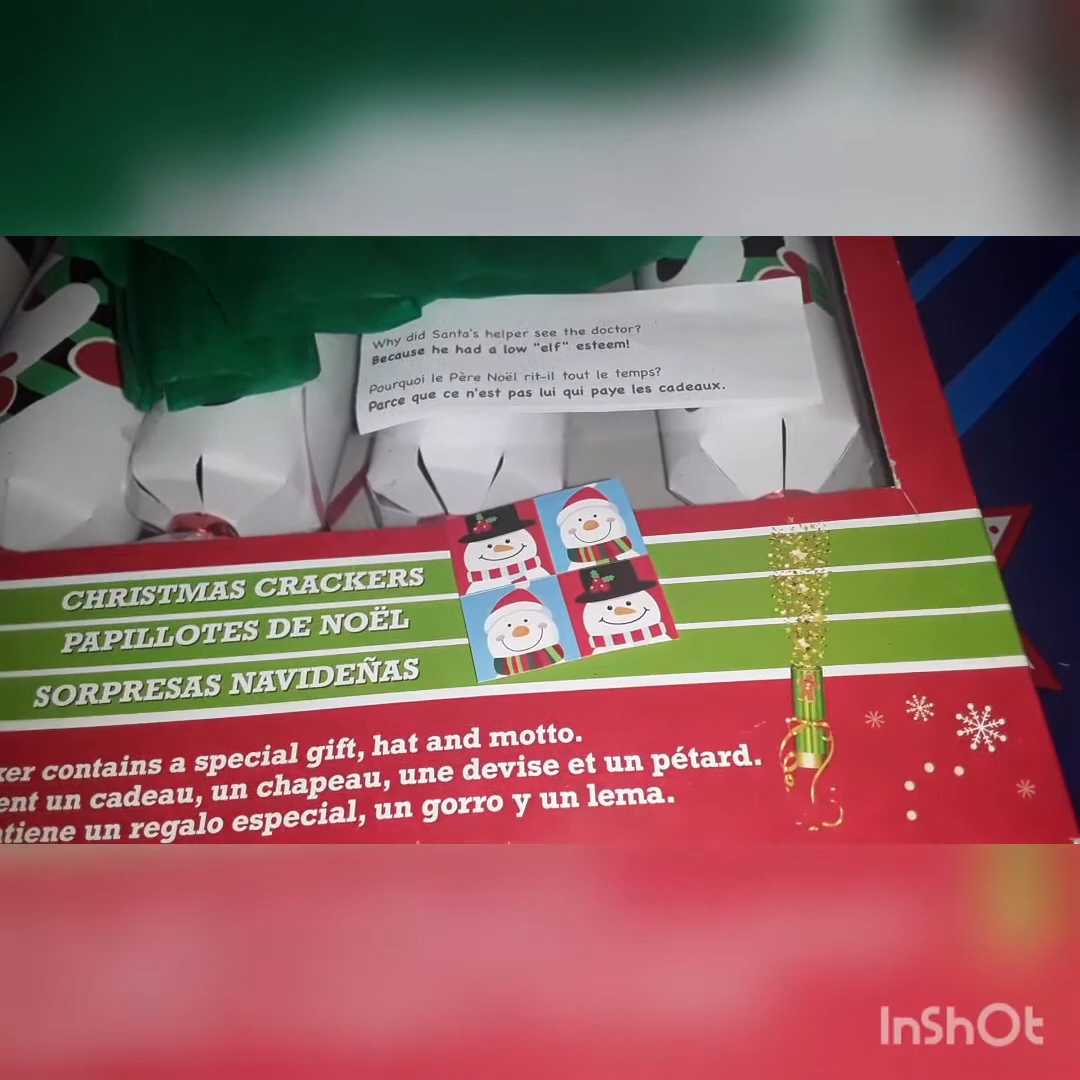 Why did Santa's helper see the doctor?
Because he had a low "elf" esteem!
Pourquoi le Père Noël rit-il tout le temps?
Parce que ce n'est pas lui qui paye les cadeaux.
CHRISTMAS CRACKERS
PAPILLOTES DE NOËL
SORPRESAS NAVIDEÑAS
contains a special gift, hat and motto.
un cadeau, un chapeau, une devise et un pétard.
un regalo especial, un gorro y un lema.
InShOt